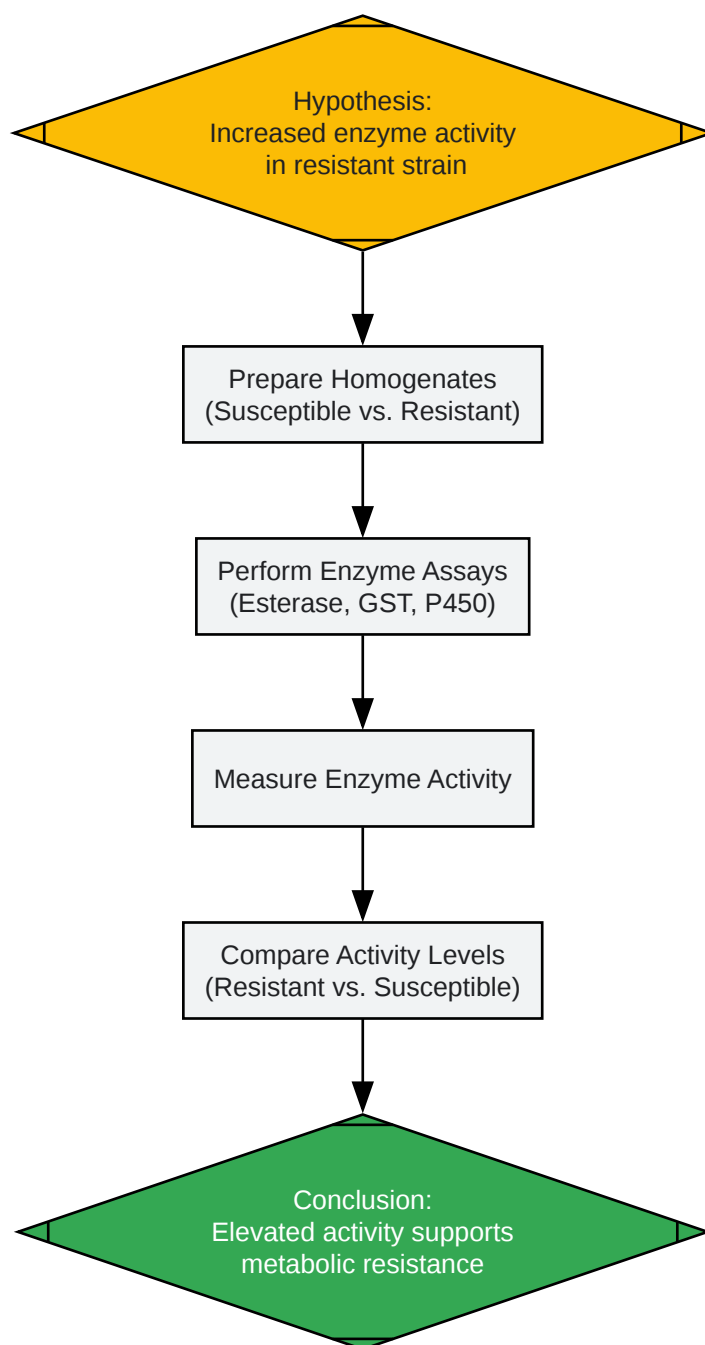 Hypothesis:
Increased enzyme activity
in resistant strain
Prepare Homogenates
(Susceptible vs. Resistant)
Perform Enzyme Assays
(Esterase, GST, P450)
Measure Enzyme Activity
Compare Activity Levels
(Resistant vs. Susceptible)
Conclusion:
Elevated activity supports
metabolic resistance